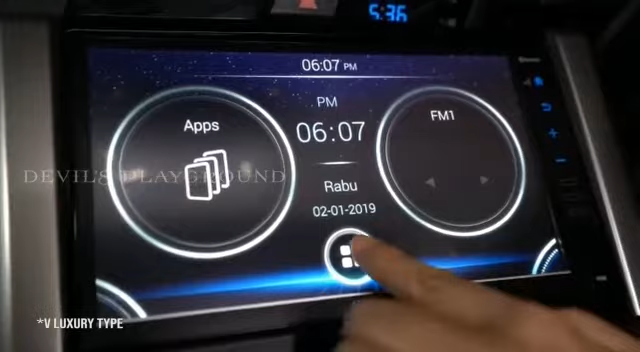 5:36
06:07 PM
Apps
PM
06:07
Rabu
02-01-2019
FM1
DEVIL'S PLAYGROUND
*V LUXURY TYPE